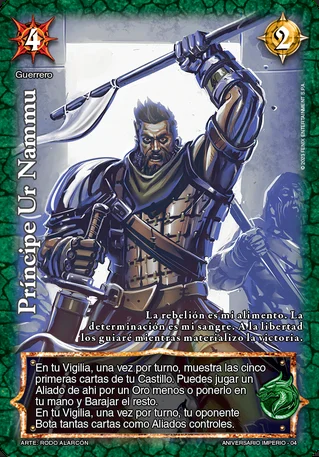 4
2
Guerrero
Príncipe Ur Nammu
© 2023 FENIX ENTERTAINMENT S.P.A.
La rebelión es mi alimento. La
determinación es mi sangre. A la libertad
los guiaré mientras materializo la victoria.
En tu Vigilia, una vez por turno, muestra las cinco
primeras cartas de tu Castillo. Puedes jugar un
Aliado de ahí por un Oro menos o ponerlo en
tu mano y Barajar el resto.
En tu Vigilia, una vez por turno, tu oponente
Bota tantas cartas como Aliados controles.
ARTE: RODO ALARCÓN
ANIVERSARIO IMPERIO - 04